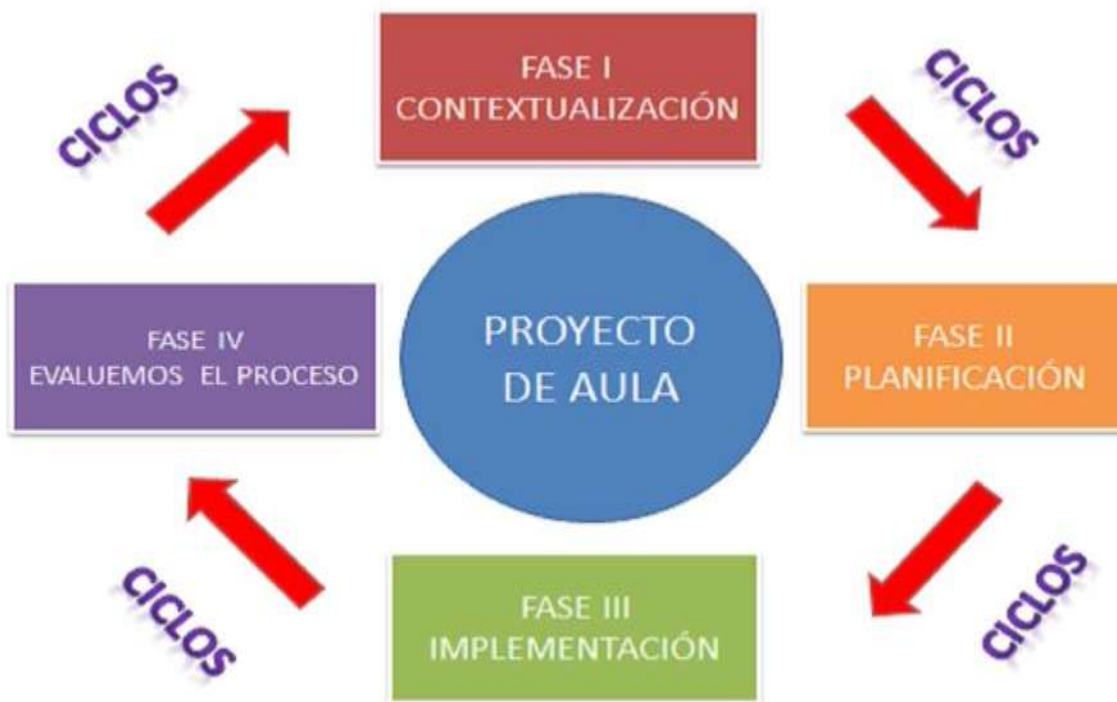 FASE I
CONTEXTUALIZACIÓN
CICLOS
CICLOS
FASE IV
EVALUEMOS EL PROCESO
PROYECTO
DE AULA
FASE II
PLANIFICACIÓN
FASE III
IMPLEMENTACIÓN
CICLOS
CICLOS